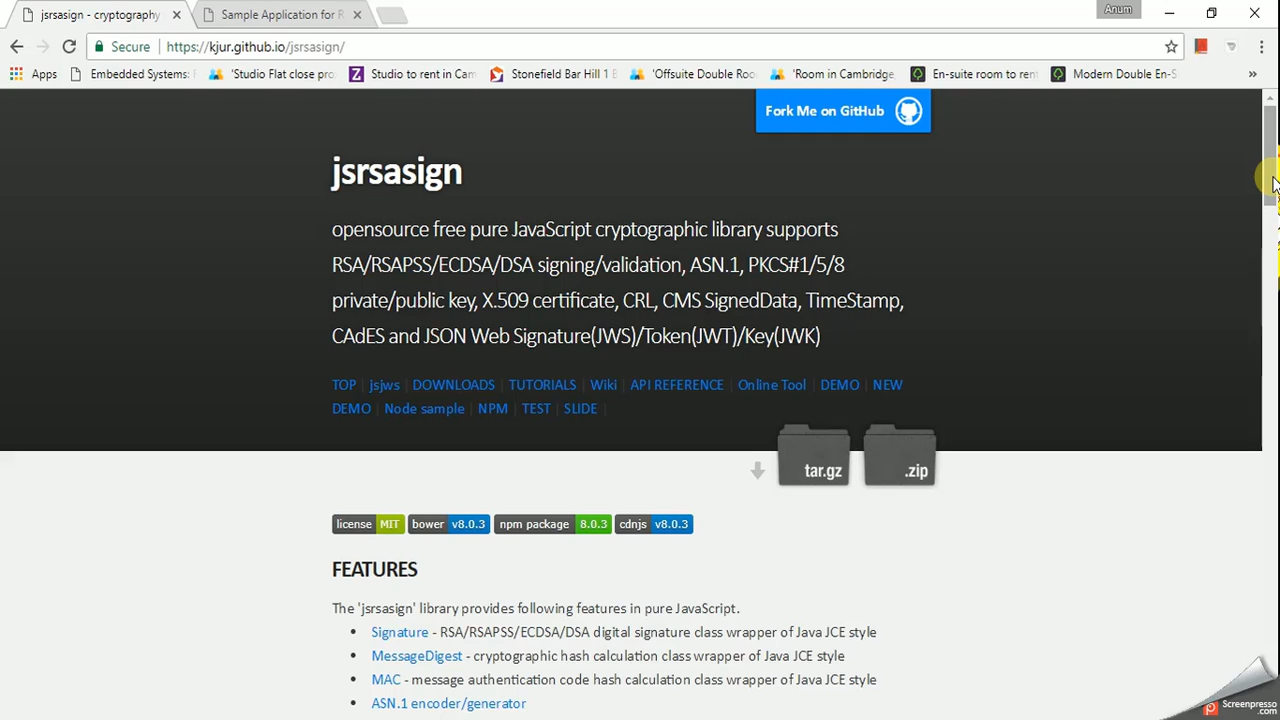 jsrsasign - cryptography
Sample Application for R
Anum
Secure
https://kjur.github.io/jsrsasign/
Apps
Embedded Systems:
'Studio Flat close pro
Studio to rent in Cam
Stonefield Bar Hill 1 B
'Offsuite Double Roo
'Room in Cambridge
En-suite room to rent
Modern Double En-S
Fork Me on GitHub
jsrsasign
opensource free pure JavaScript cryptographic library supports
RSA/RSAPSS/ECDSA/DSA signing/validation, ASN.1, PKCS#1/5/8
private/public key, X.509 certificate, CRL, CMS SignedData, TimeStamp,
CAdES and JSON Web Signature(JWS)/Token(JWT)/Key(JWK)
TOP | jsjws | DOWNLOADS | TUTORIALS | Wiki | API REFERENCE | Online Tool | DEMO | NEW
DEMO | Node sample | NPM | TEST | SLIDE |
tar.gz
.zip
license MIT bower v8.0.3 npm package 8.0.3 cdnjs v8.0.3
FEATURES
The 'jsrsasign' library provides following features in pure JavaScript.
• Signature - RSA/RSAPSS/ECDSA/DSA digital signature class wrapper of Java JCE style
• MessageDigest - cryptographic hash calculation class wrapper of Java JCE style
• MAC - message authentication code hash calculation class wrapper of Java JCE style
• ASN.1 encoder/generator
Screenpresso
.com